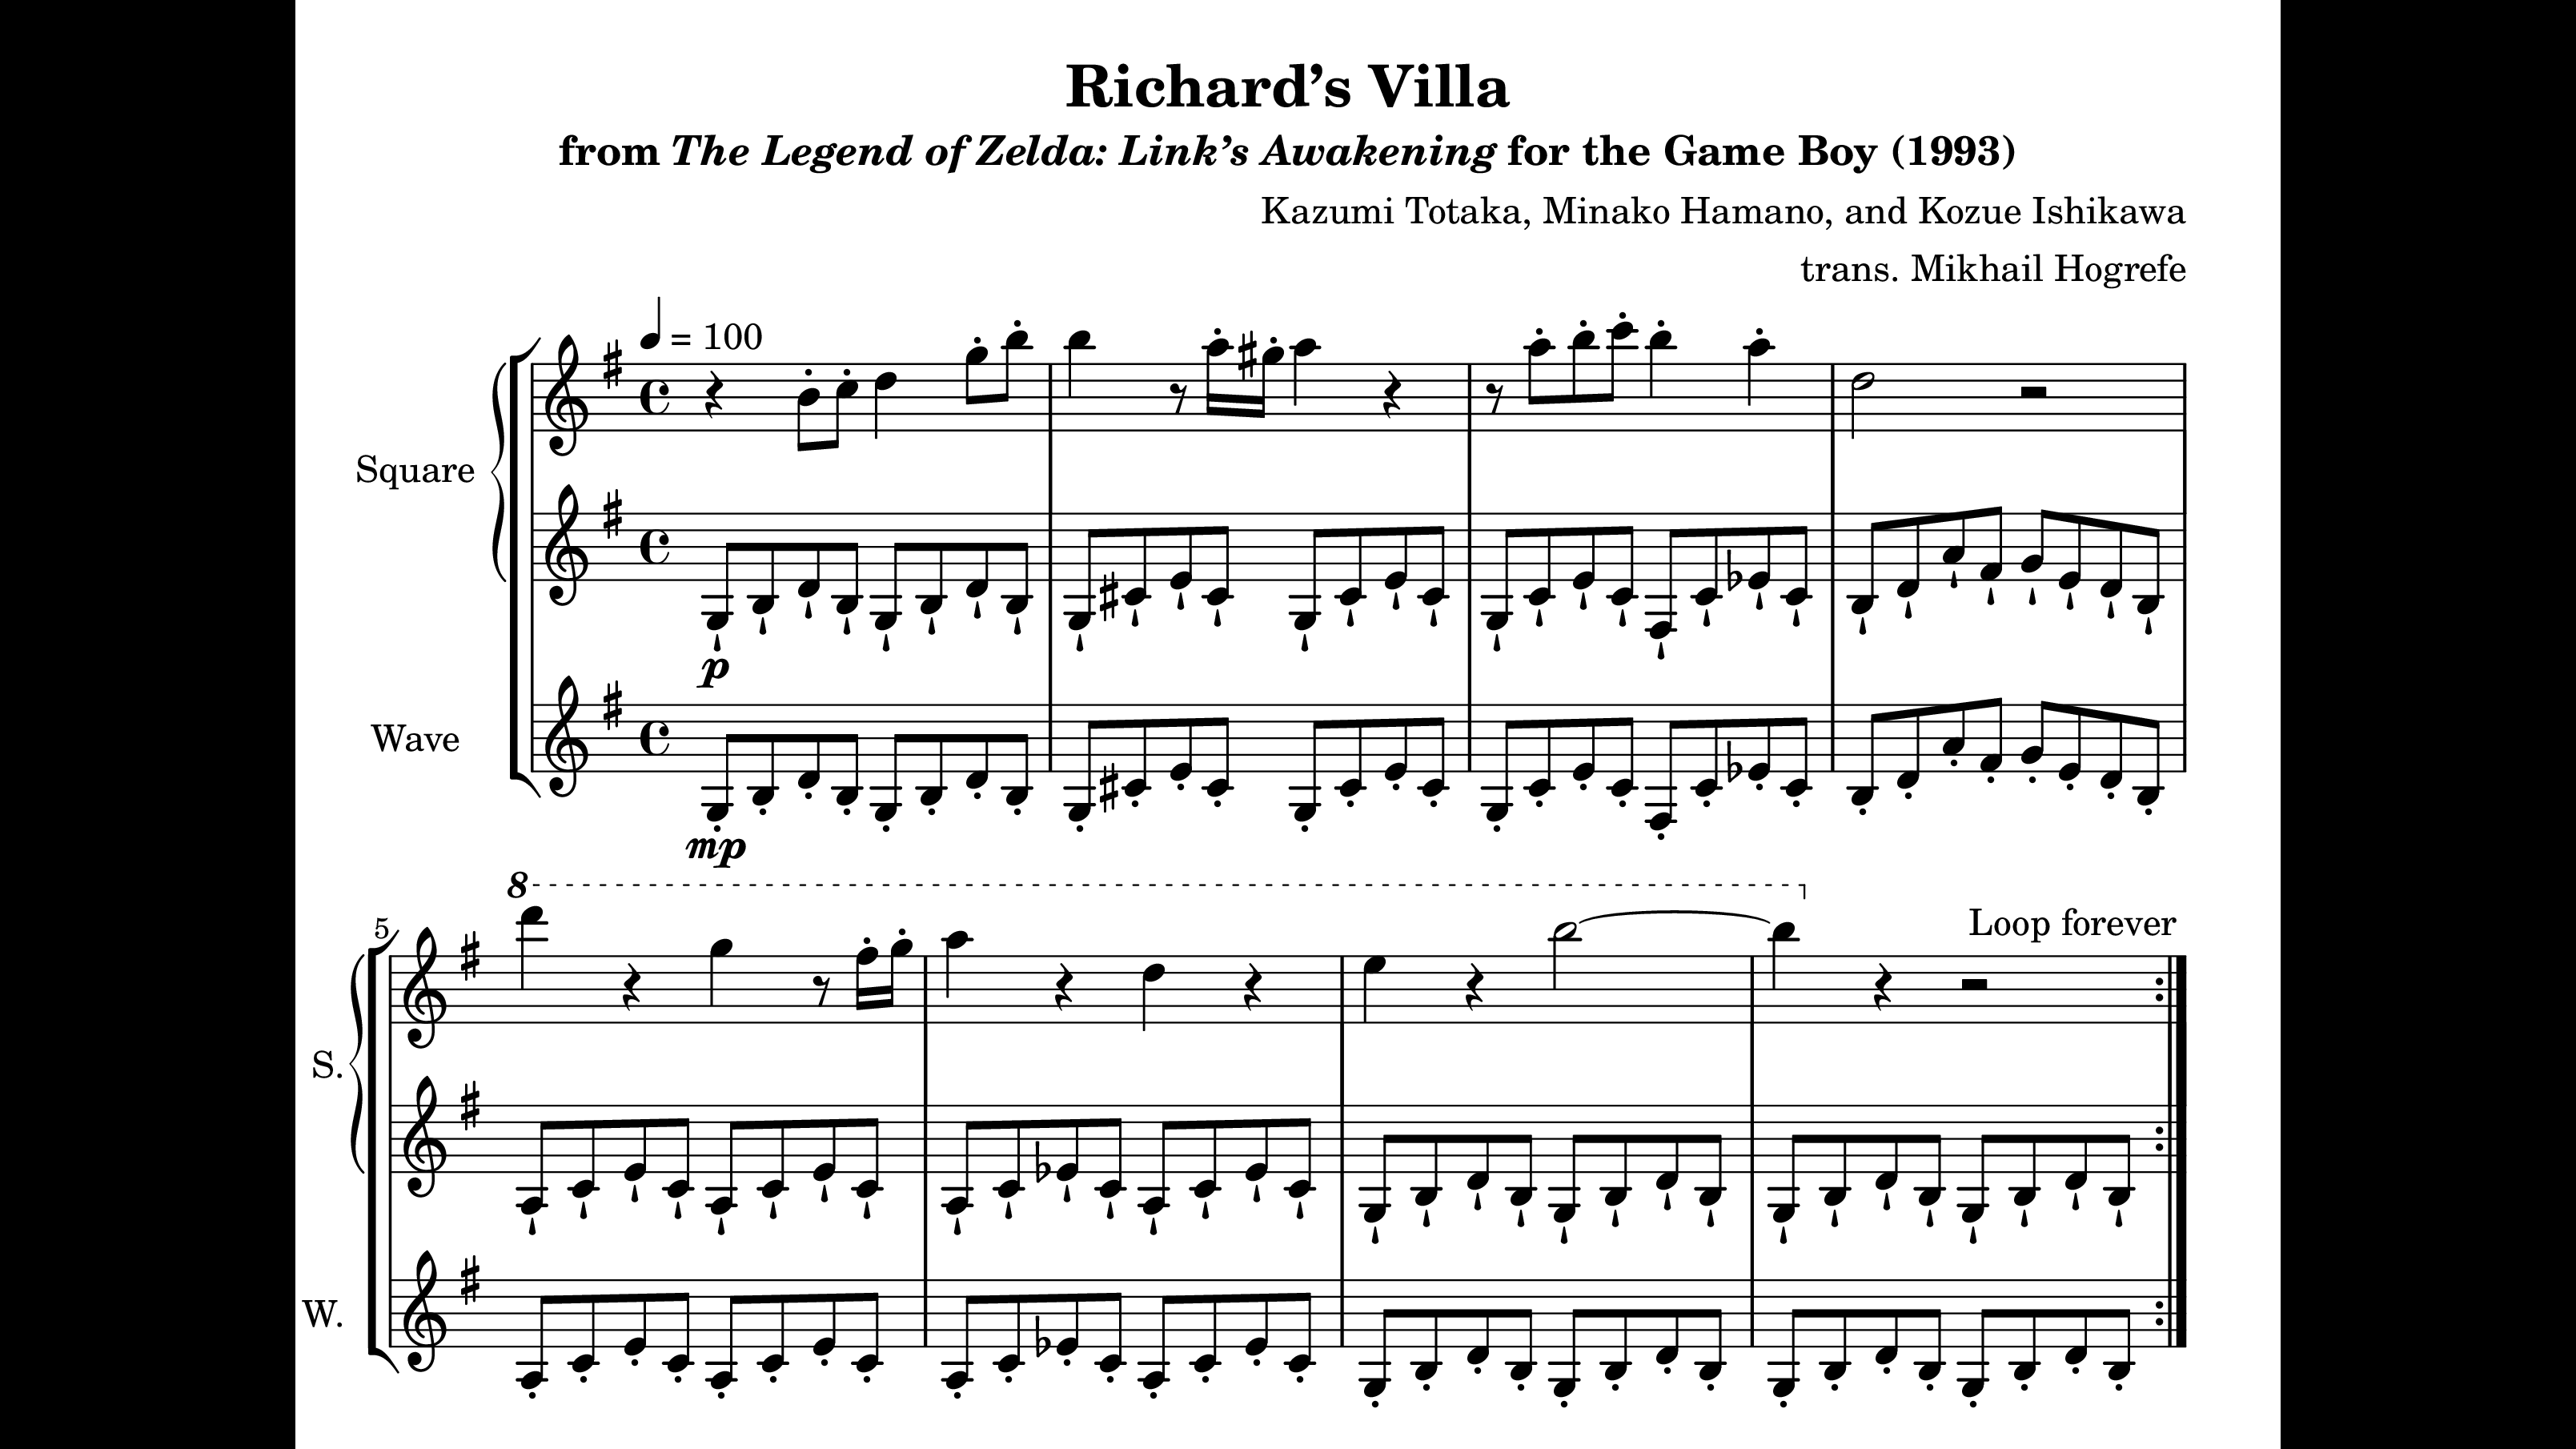 Richard’s Villa
from The Legend of Zelda: Link’s Awakening for the Game Boy (1993)
Kazumi Totaka, Minako Hamano, and Kozue Ishikawa
trans. Mikhail Hogrefe
= 100
Square
p
Wave
mp
8
5
Loop forever
S.
W.